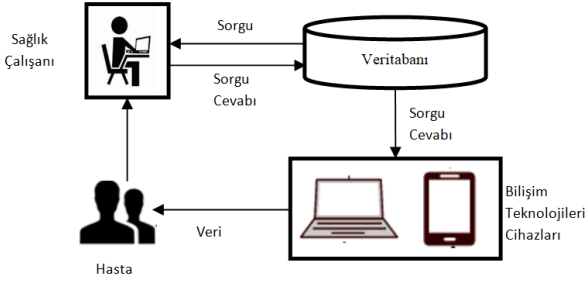 Sağlık
Çalışanı
Sorgu
Sorgu
Cevabı
Veritabanı
Sorgu
Cevabı
Bilişim
Teknolojileri
Cihazları
Veri
Hasta